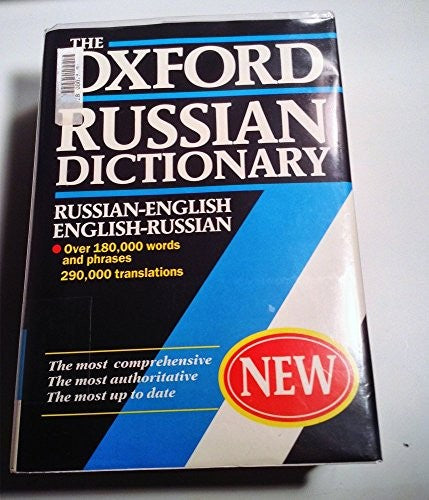 THE
OXFORD
RUSSIAN
DICTIONARY
RUSSIAN-ENGLISH
ENGLISH-RUSSIAN
Over 180,000 words
and phrases
290,000 translations
The most comprehensive
The most authoritative
The most up to date
NEW